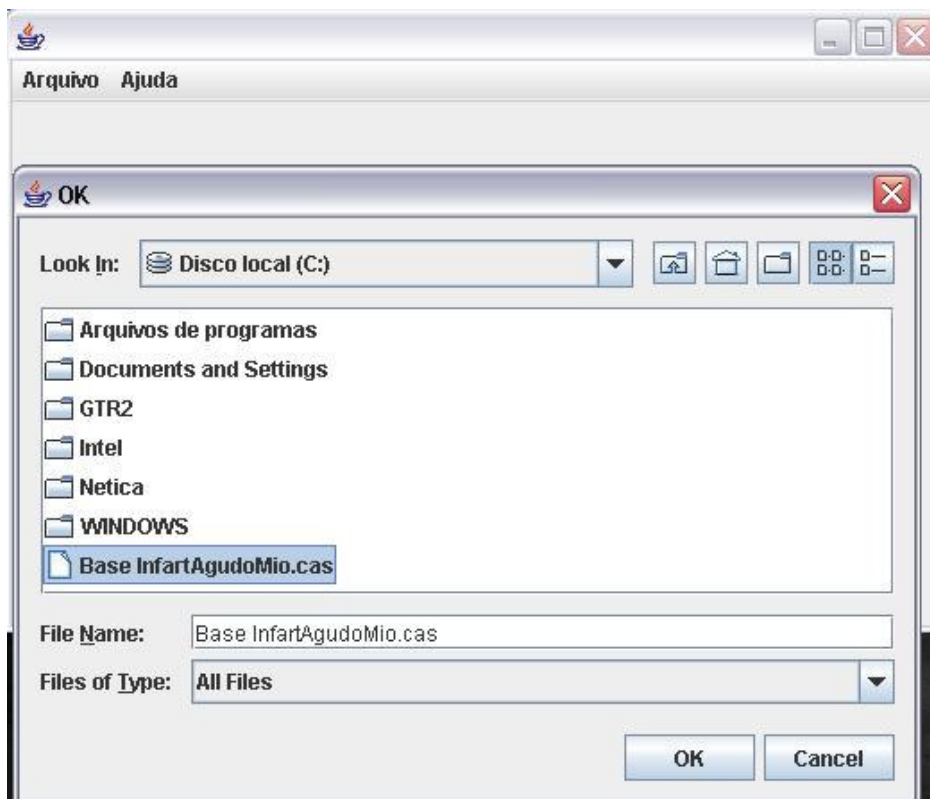 Arquivo Ajuda
OK
Look In: Disco local (C:)
Arquivos de programas
Documents and Settings
GTR2
Intel
Netica
WINDOWS
Base InfartAgudoMio.cas
File Name: Base InfartAgudoMio.cas
Files of Type: All Files
OK Cancel